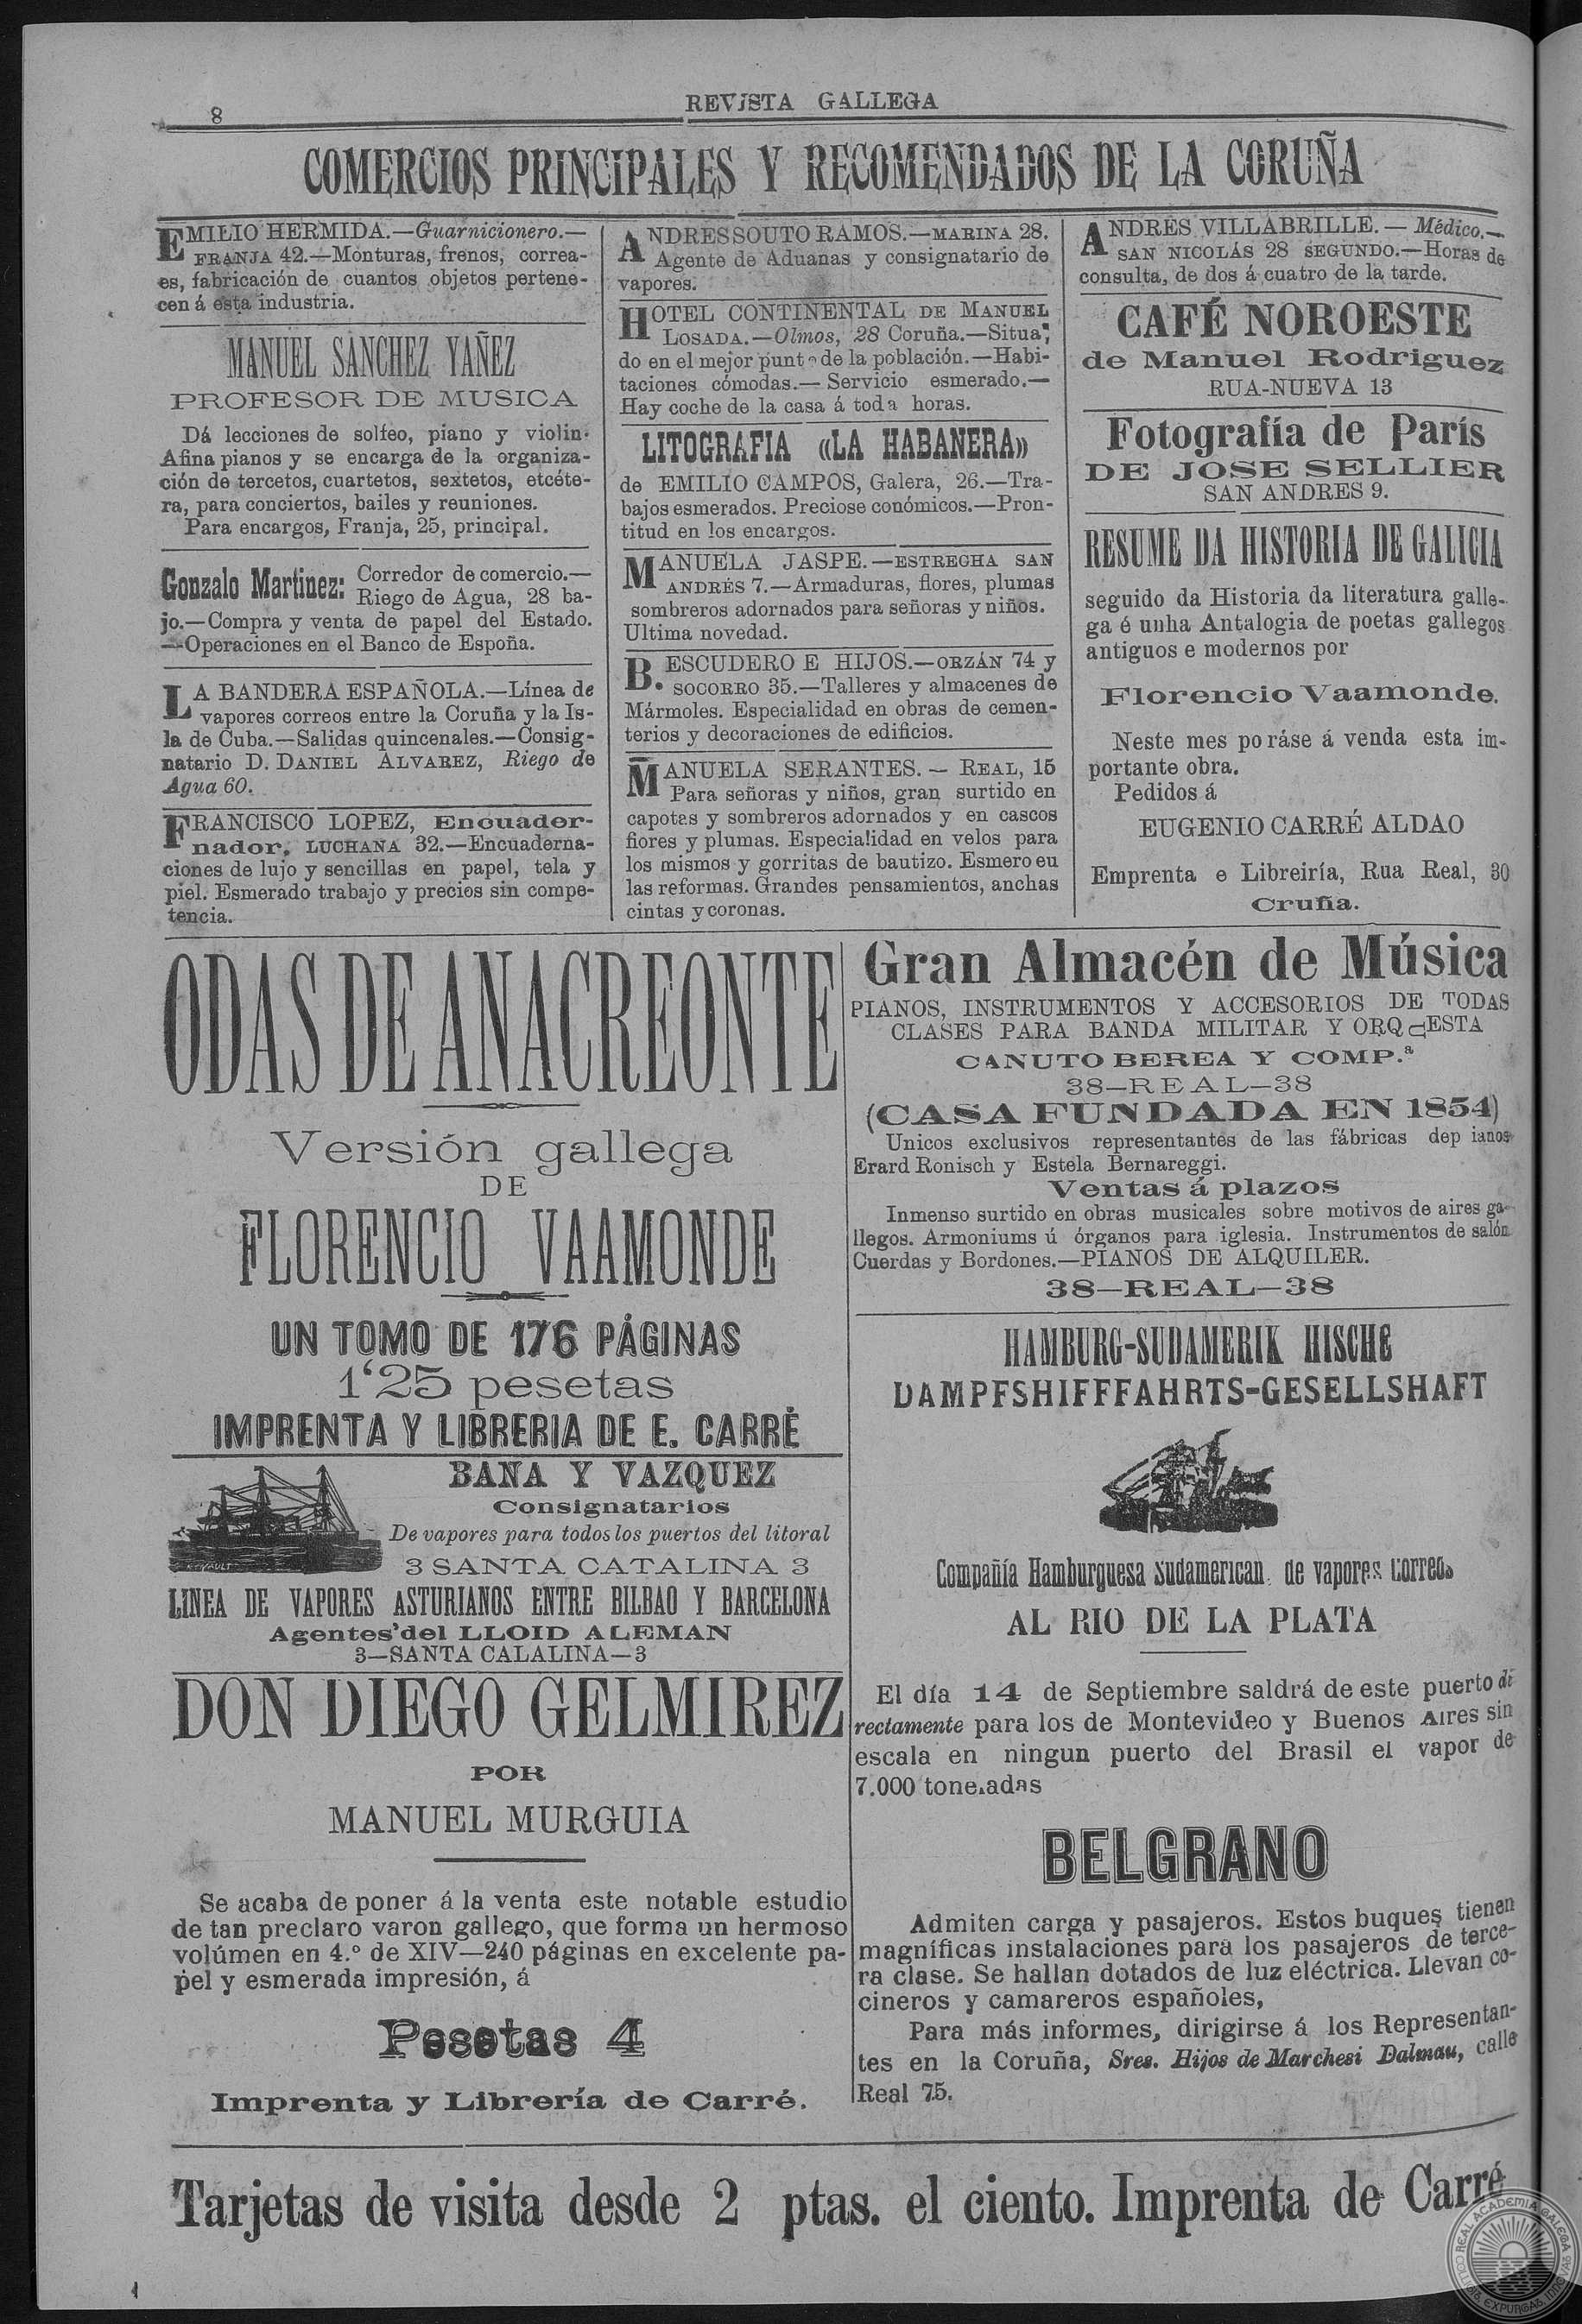 8
REVISTA GALLEGA
COMERCIOS PRINCIPALES Y RECOMENDADOS DE LA CORUÑA
EMILIO HERMIDA.—Guarnicionero.—
FRANJA 42.—Monturas, frenos, correa-
es, fabricación de cuantos objetos pertene-
cen á esta industria.
MANUEL SANCHEZ YAÑEZ
PROFESOR DE MUSICA
Dá lecciones de solfeo, piano y violin.
Afina pianos y se encarga de la organiza-
ción de tercetos, cuartetos, sextetos, etcéte-
ra, para conciertos, bailes y reuniones.
Para encargos, Franja, 25, principal.
Gonzalo Martinez: Corredor de comercio.—
Riego de Agua, 28 ba-
jo.—Compra y venta de papel del Estado.
—Operaciones en el Banco de Espoña.
LA BANDERA ESPAÑOLA.—Línea de
vapores correos entre la Coruña y la Is-
la de Cuba.—Salidas quincenales.—Consig-
natario D. DANIEL ALVAREZ, Riego de
Agua 60.
FRANCISCO LOPEZ, Encuader-
nador, LUCHANA 32.—Encuaderna-
ciones de lujo y sencillas en papel, tela y
piel. Esmerado trabajo y precios sin compe-
tencia.
ANDRES SOUTO RAMOS.—MARINA 28.
Agente de Aduanas y consignatario de
vapores.
HOTEL CONTINENTAL DE MANUEL
LOSADA.—Olmos, 28 Coruña.—Situa,
do en el mejor punto de la población.—Habi-
taciones cómodas.—Servicio esmerado.—
Hay coche de la casa á toda horas.
LITOGRAFIA «LA HABANERA»
de EMILIO CAMPOS, Galera, 26.—Tra-
bajos esmerados. Preciose conómicos.—Pron-
titud en los encargos.
MANUELA JASPE.—ESTREGHA SAN
ANDRÉS 7.—Armaduras, flores, plumas
sombreros adornados para señoras y niños.
Ultima novedad.
B. ESCUDERO E HIJOS.—ORZÁN 74 y
SOCORRO 35.—Talleres y almacenes de
Mármoles. Especialidad en obras de cemen-
terios y decoraciones de edificios.
MANUELA SERANTES.—REAL, 15
Para señoras y niños, gran surtido en
capotas y sombreros adornados y en cascos
fiores y plumas. Especialidad en velos para
los mismos y gorritas de bautizo. Esmero eu
las reformas. Grandes pensamientos, anchas
cintas y coronas.
ANDRÉS VILLABRILLE.—Médico.—
SAN NICOLÁS 28 SEGUNDO.—Horas de
consulta, de dos á cuatro de la tarde.
CAFÉ NOROESTE
de Manuel Rodriguez
RUA-NUEVA 13
Fotografía de París
DE JOSE SELLIER
SAN ANDRES 9.
RESUME DA HISTORIA DE GALICIA
seguido da Historia da literatura galle-
ga é unha Antalogia de poetas gallegos
antiguos e modernos por
Florencio Vaamonde.
Neste mes poráse á venda esta im-
portante obra.
Pedidos á
EUGENIO CARRÉ ALDAO
Emprenta e Libreiría, Rua Real, 30
Cruña.
ODAS DE ANACREONTE
Versión gallega
DE
FLORENCIO VAAMONDE
UN TOMO DE 176 PÁGINAS
1‘25 pesetas
IMPRENTA Y LIBRERIA DE E. CARRÉ
BAÑA Y VAZQUEZ
Consignatarios
De vapores para todos los puertos del litoral
3 SANTA CATALINA 3
LINEA DE VAPORES ASTURIANOS ENTRE BILBAO Y BARCELONA
Agentes del LLOID ALEMAN
3—SANTA CALALINA—3
DON DIEGO GELMIREZ
POR
MANUEL MURGUIA
Se acaba de poner á la venta este notable estudio
de tan preclaro varon gallego, que forma un hermoso
volúmen en 4.º de XIV—240 páginas en excelente pa-
pel y esmerada impresión, á
Pesetas 4
Imprenta y Librería de Carré.
Gran Almacén de Música
PIANOS, INSTRUMENTOS Y ACCESORIOS DE TODAS
CLASES PARA BANDA MILITAR Y ORQUESTA
CANUTO BEREA Y COMP.ª
38—REAL—38
(CASA FUNDADA EN 1854)
Unicos exclusivos representantes de las fábricas dep ianos
Erard Ronisch y Estela Bernareggi.
Ventas á plazos
Inmenso surtido en obras musicales sobre motivos de aires ga-
llegos. Armoniums ú órganos para iglesia. Instrumentos de salón
Cuerdas y Bordones.—PIANOS DE ALQUILER.
38—REAL—38
HAMBURG-SUDAMERIK HISCHE
DAMPFSHIFFFAHRTS-GESELLSHAFT
Compañía Hamburguesa Sudamerican. de vapores correos
AL RIO DE LA PLATA
El día 14 de Septiembre saldrá de este puerto di
rectamente para los de Montevideo y Buenos Aires sin
escala en ningun puerto del Brasil el vapor de
7.000 toneladas
BELGRANO
Admiten carga y pasajeros. Estos buques tienen
magníficas instalaciones para los pasajeros de terce-
ra clase. Se hallan dotados de luz eléctrica. Llevan co-
cineros y camareros españoles,
Para más informes, dirigirse á los Representan-
tes en la Coruña, Sres. Hijos de Marchesi Dalmau, calle
Real 75.
Tarjetas de visita desde 2 ptas. el ciento. Imprenta de Carré
REAL ACADEMIA GALEGA